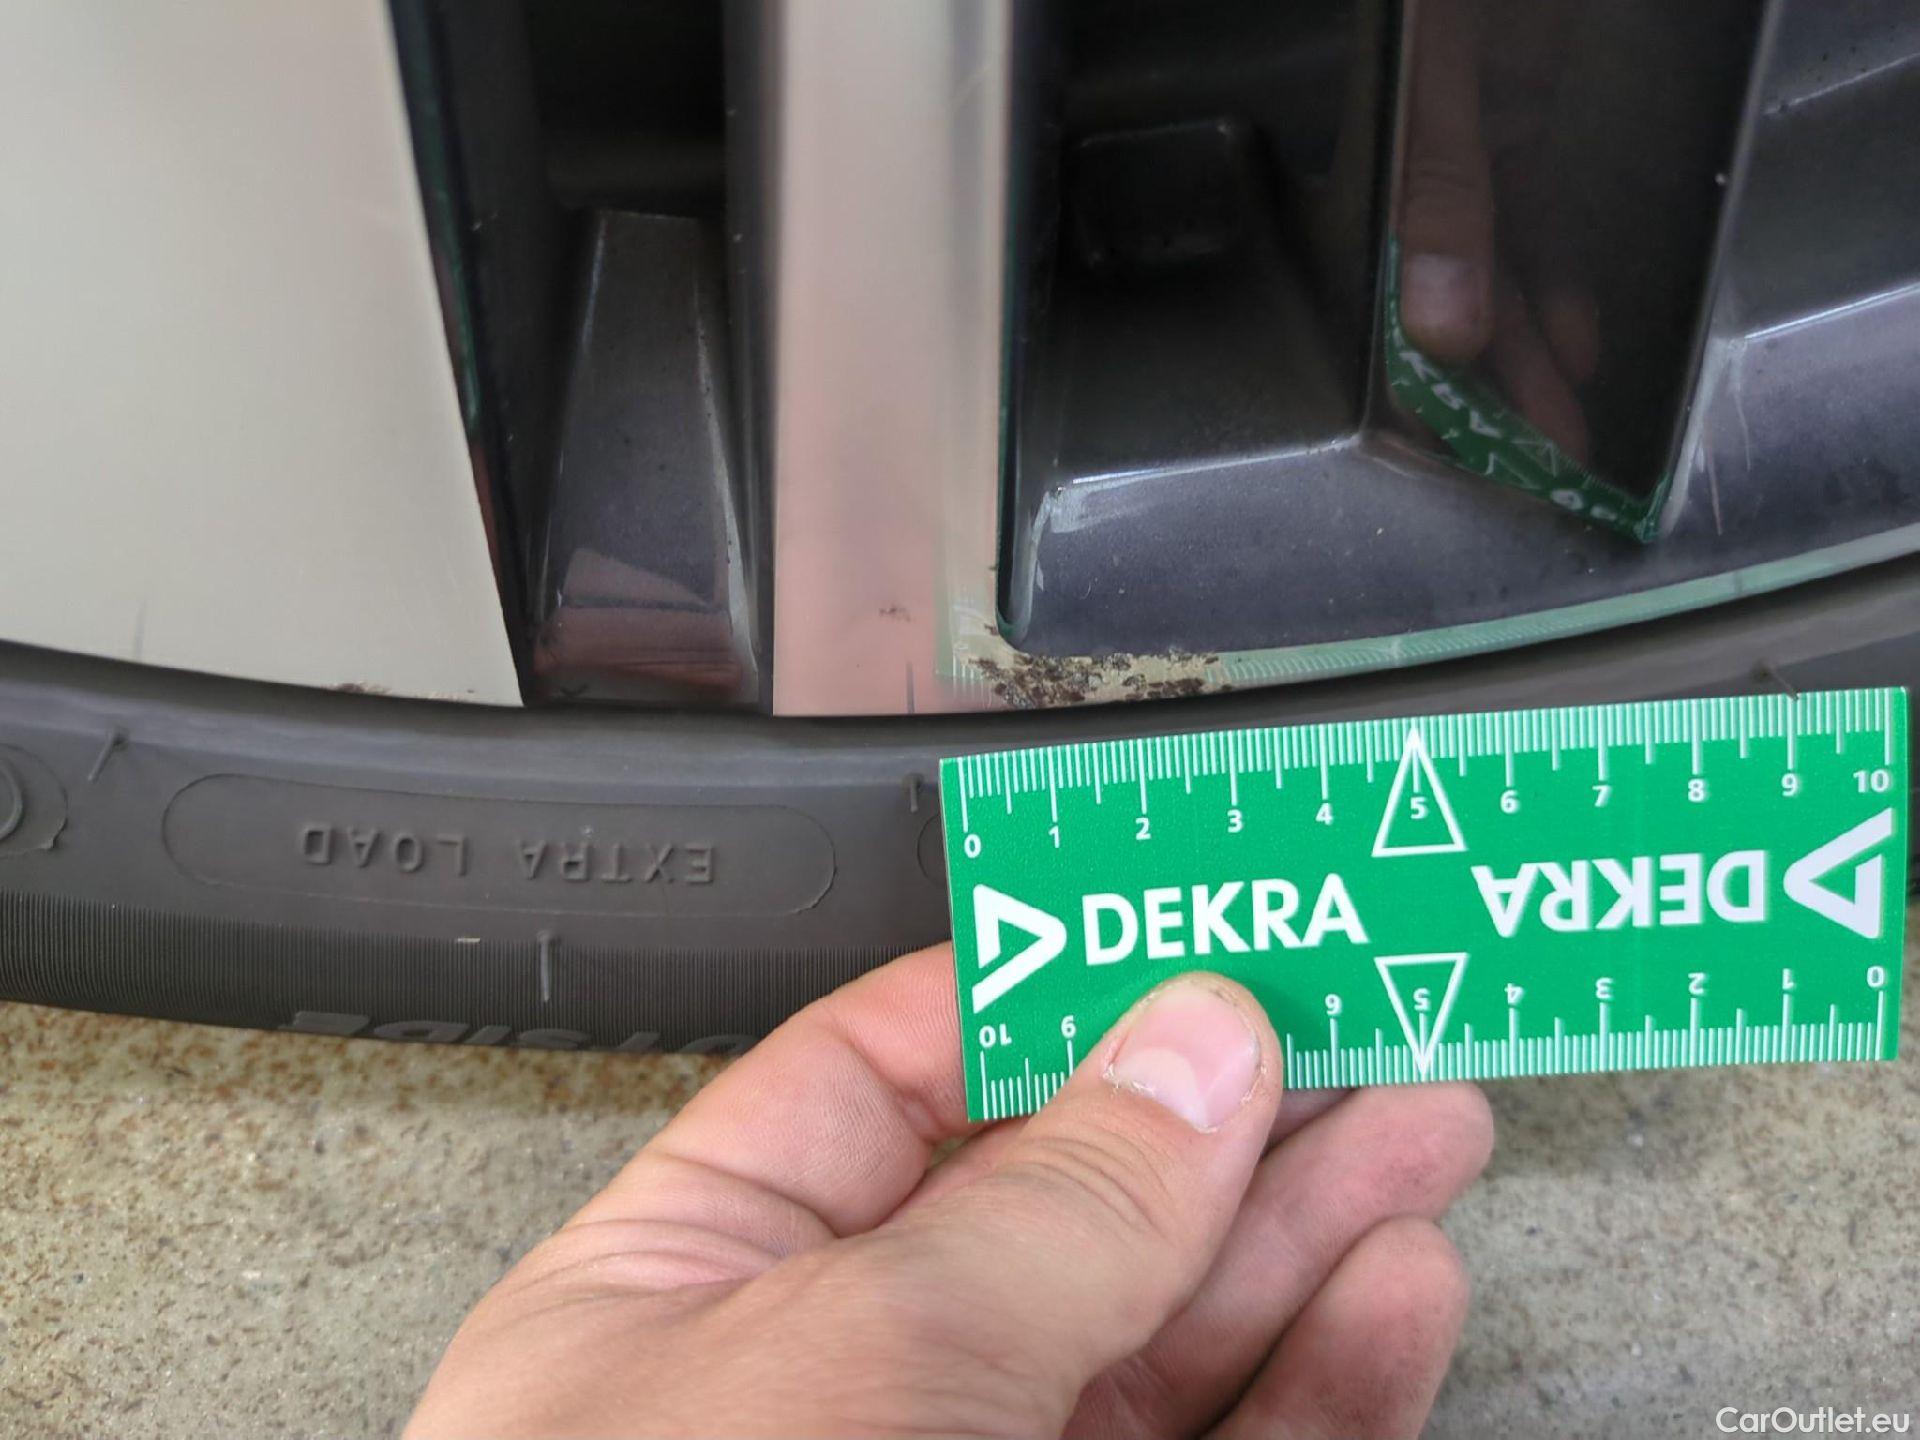 EXTRA LOAD
0 1 2 3 4 5 6 7 8 9 10
DEKRA
DEKRA
10 9 6 5 4 3 2 1 0
CarOutlet.eu